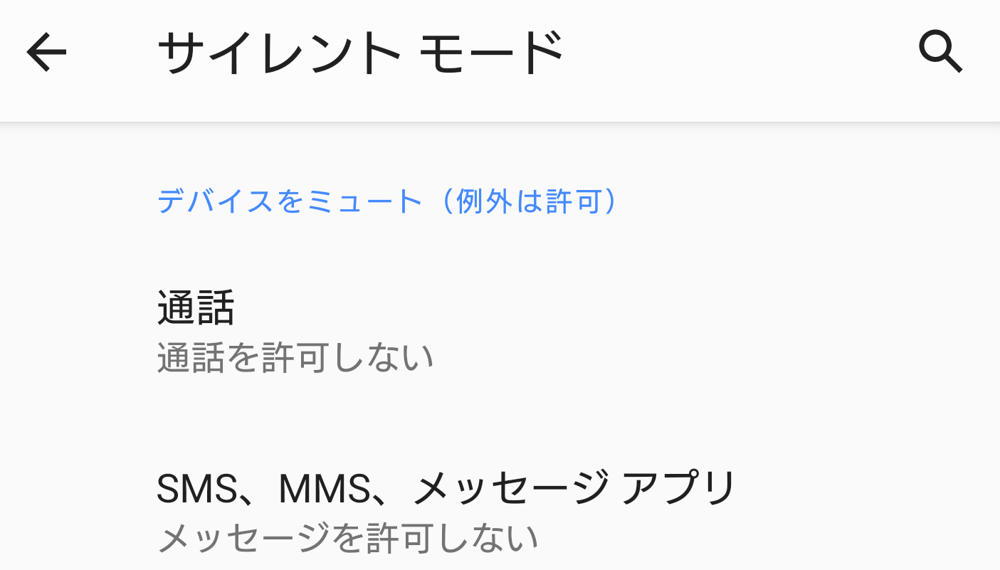 サイレント モード
デバイスをミュート（例外は許可）
通話
通話を許可しない
SMS、MMS、メッセージ アプリ
メッセージを許可しない